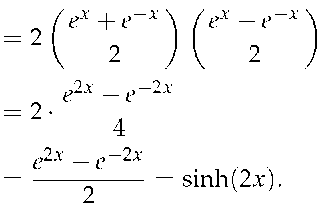 = 2 ( e^x + e^{-x} / 2 ) ( e^x − e^{-x} / 2 )
= 2 · e^{2x} − e^{-2x} / 4
− e^{2x} − e^{-2x} / 2 − sinh(2x).